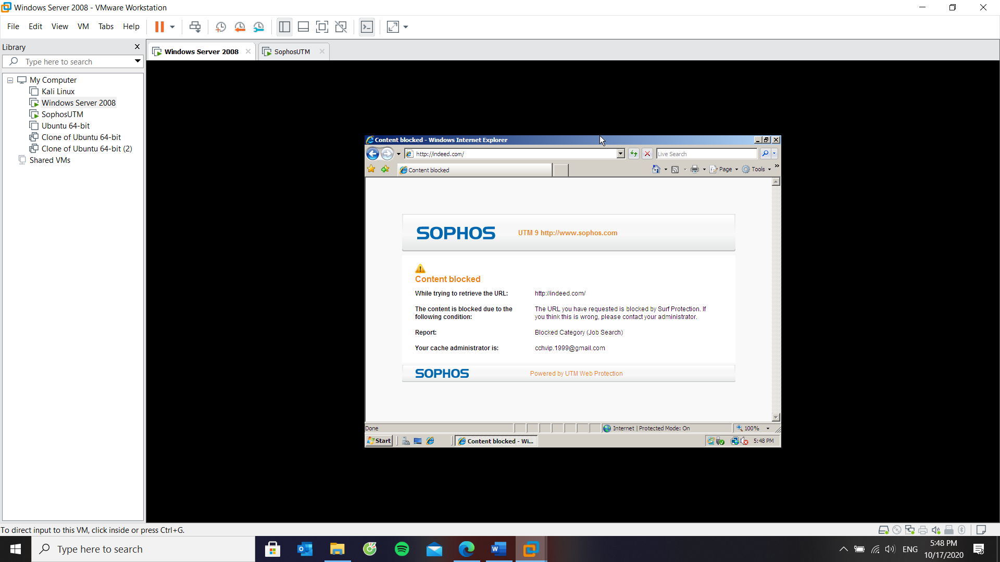 Windows Server 2008 - VMware Workstation
File Edit View VM Tabs Help
Library
Windows Server 2008
SophosUTM
Type here to search
My Computer
Kali Linux
Windows Server 2008
SophosUTM
Ubuntu 64-bit
Clone of Ubuntu 64-bit
Clone of Ubuntu 64-bit (2)
Shared VMs
Content blocked - Windows Internet Explorer
http://indeed.com/
Live Search
Content blocked
Page Tools
SOPHOS UTM 9 http://www.sophos.com
Content blocked
While trying to retrieve the URL: http://indeed.com/
The content is blocked due to the following condition: The URL you have requested is blocked by Surf Protection. If you think this is wrong, please contact your administrator.
Report: Blocked Category (Job Search)
Your cache administrator is: cchvip.1999@gmail.com
SOPHOS Powered by UTM Web Protection
Done Internet | Protected Mode: On 100%
Start Content blocked - Wi... 5:48 PM
To direct input to this VM, click inside or press Ctrl+G.
Type here to search
ENG
5:48 PM
10/17/2020